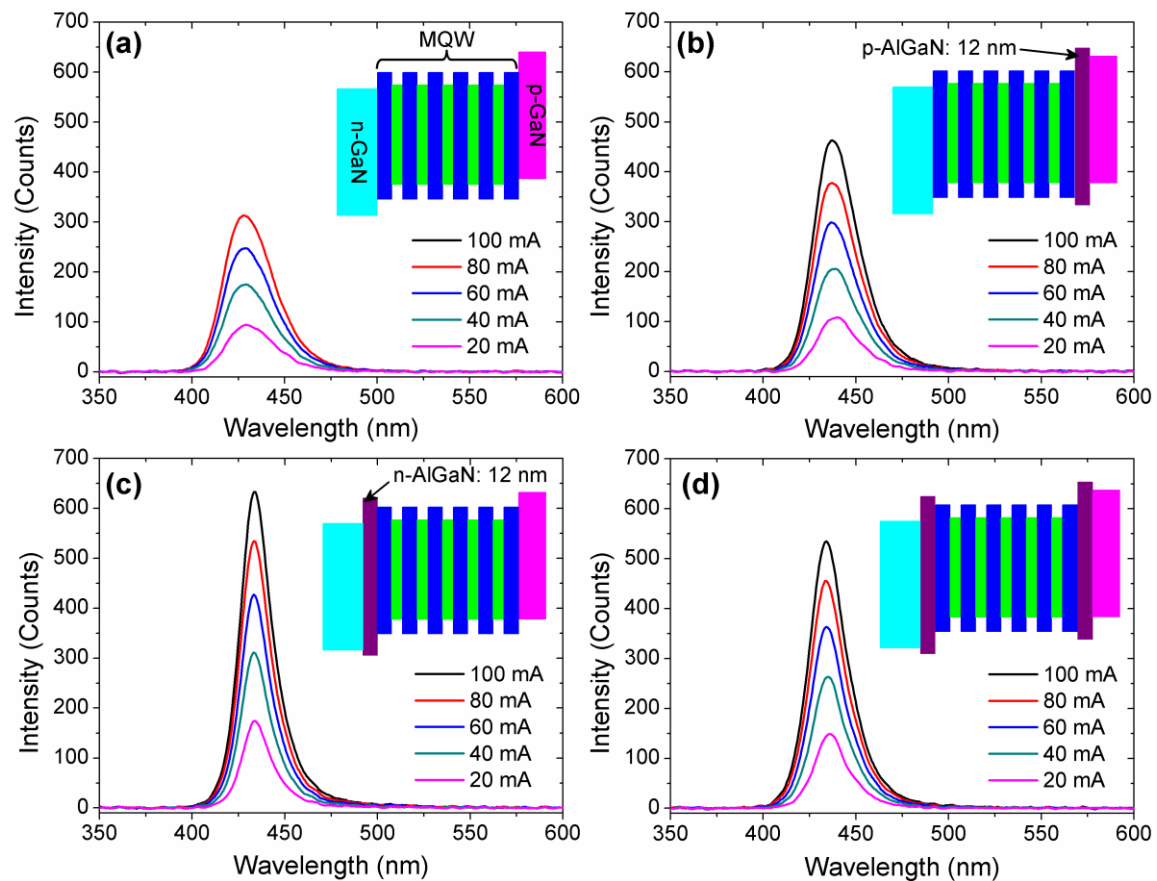 (a)
MQW
n-GaN
p-GaN
700
600
500
400
300
200
100
0
Intensity (Counts)
100 mA
80 mA
60 mA
40 mA
20 mA
350 400 450 500 550 600
Wavelength (nm)
(b)
p-AlGaN: 12 nm
700
600
500
400
300
200
100
0
Intensity (Counts)
100 mA
80 mA
60 mA
40 mA
20 mA
350 400 450 500 550 600
Wavelength (nm)
(c)
n-AlGaN: 12 nm
700
600
500
400
300
200
100
0
Intensity (Counts)
100 mA
80 mA
60 mA
40 mA
20 mA
350 400 450 500 550 600
Wavelength (nm)
(d)
700
600
500
400
300
200
100
0
Intensity (Counts)
100 mA
80 mA
60 mA
40 mA
20 mA
350 400 450 500 550 600
Wavelength (nm)